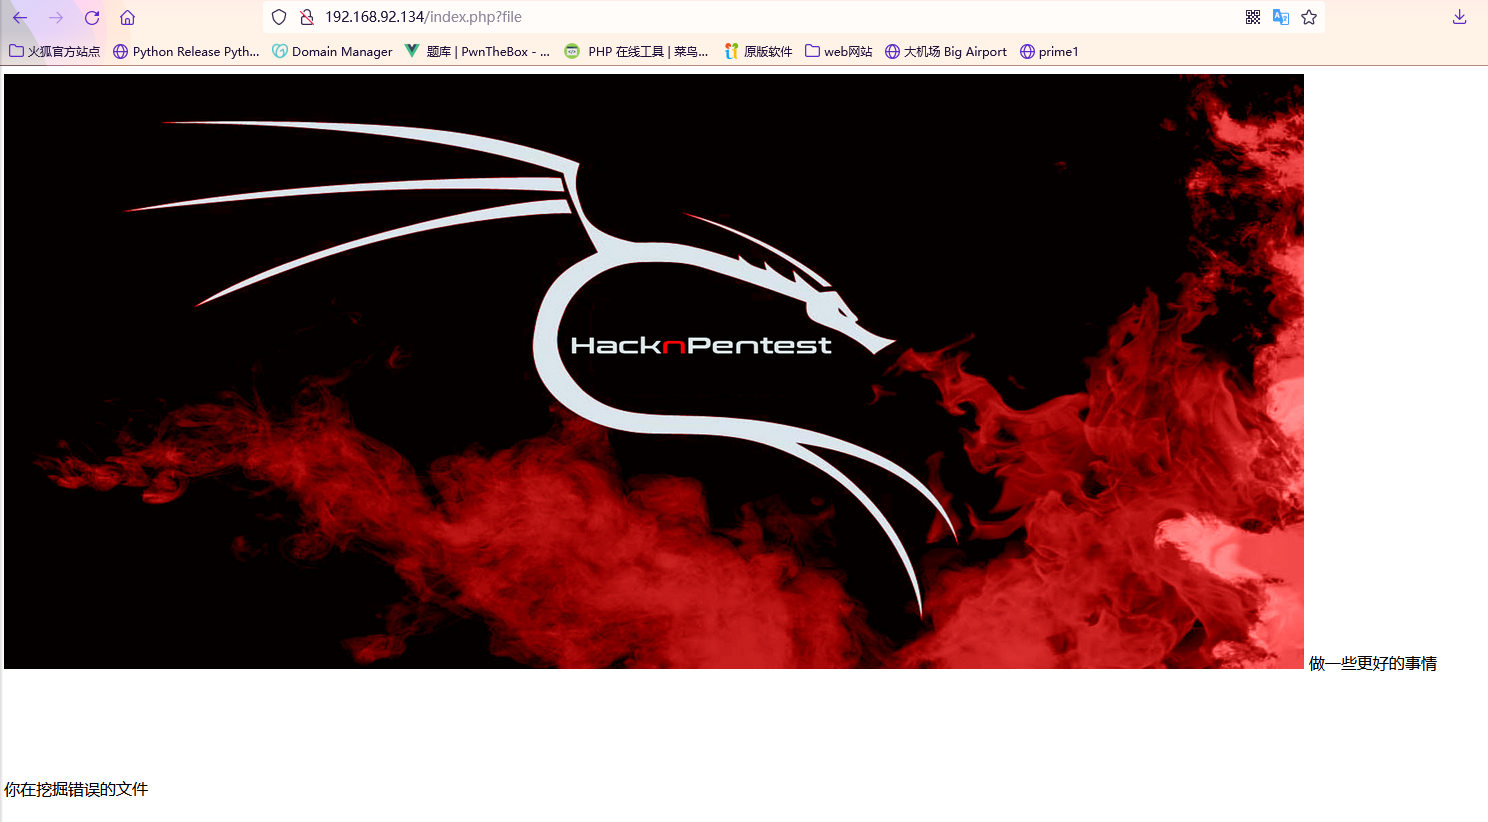 192.168.92.134/index.php?file
火狐官方站点 Python Release Pyth... Domain Manager 题库 | PwnTheBox - ... PHP 在线工具 | 菜鸟... 原版软件 web网站 大机场 Big Airport prime1
HacknPentest
做一些更好的事情
你在挖掘错误的文件